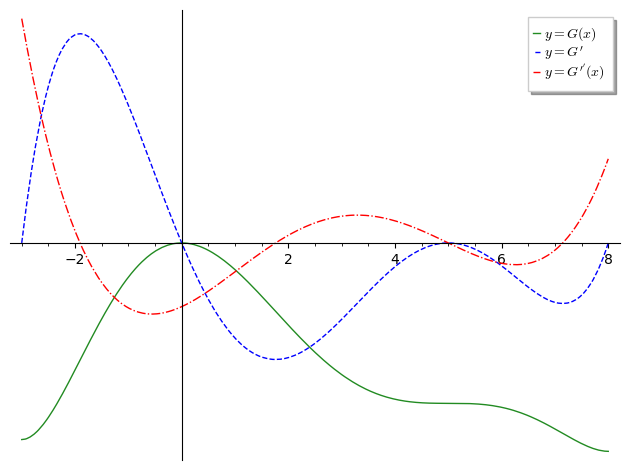 y = G(x)
y = G′
y = G′′(x)
−2 2 4 6 8